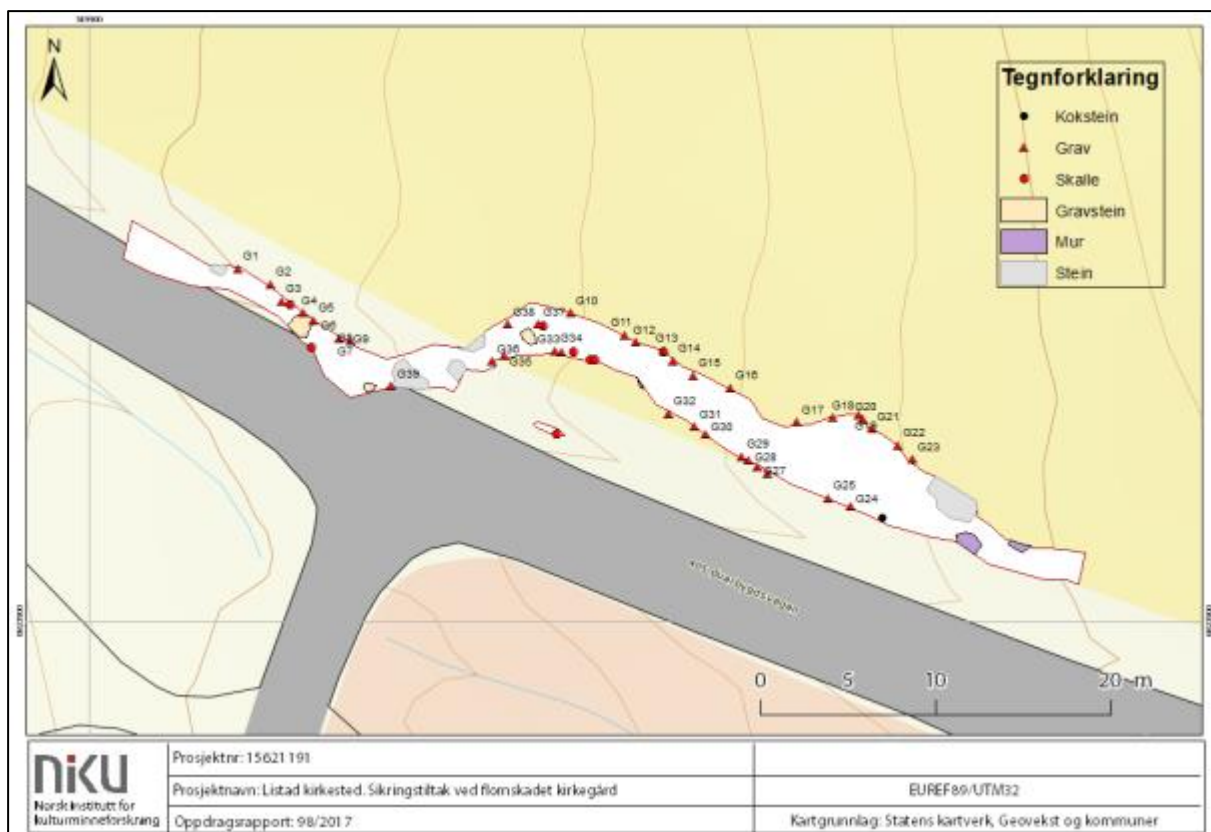 N
Tegnforklaring
Kokstein
Grav
Skalle
Gravstein
Mur
Stein
G1
G2
G3
G4
G5
G6
G7
G9
G39
G38
G37
G10
G36
G35
G33
G34
G11
G12
G13
G14
G15
G16
G32
G31
G30
G29
G28
G27
G17
G18
G20
G21
G22
G23
G25
G24
0 5 10 20 m
NIKU
Norsk institutt for
kulturminneforskning
Prosjektnr: 15621191
Prosjektnavn: Listad kirkested. Sikringstiltak ved flomskadet kirkegård
EUREF89/UTM32
Oppdragsrapport: 98/2017
Kartgrunnlag: Statens kartverk, Geovekst og kommuner